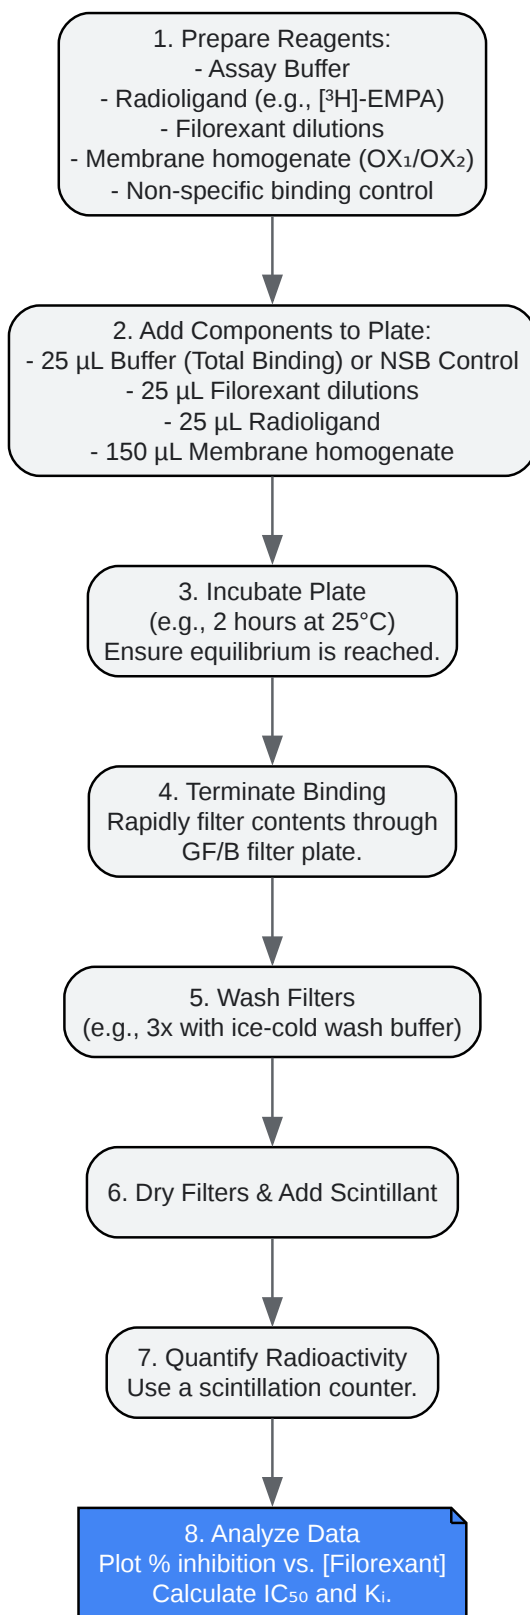 1. Prepare Reagents:
- Assay Buffer
- Radioligand (e.g., [³H]-EMPA)
- Filorexant dilutions
- Membrane homogenate (OX₁/OX₂)
- Non-specific binding control
2. Add Components to Plate:
- 25 µL Buffer (Total Binding) or NSB Control
- 25 µL Filorexant dilutions
- 25 µL Radioligand
- 150 µL Membrane homogenate
3. Incubate Plate
(e.g., 2 hours at 25°C)
Ensure equilibrium is reached.
4. Terminate Binding
Rapidly filter contents through
GF/B filter plate.
5. Wash Filters
(e.g., 3x with ice-cold wash buffer)
6. Dry Filters & Add Scintillant
7. Quantify Radioactivity
Use a scintillation counter.
8. Analyze Data
Plot % inhibition vs. [Filorexant]
Calculate IC₅₀ and Kᵢ.